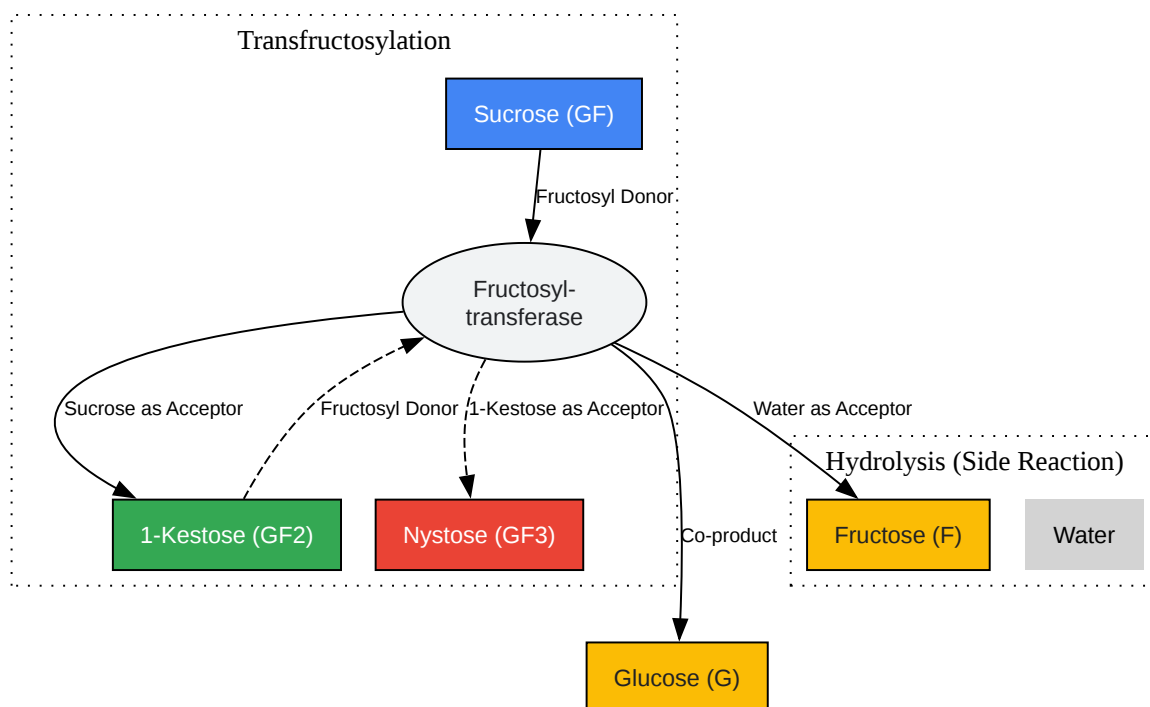 Transfructosylation
Sucrose (GF)
Fructosyl Donor
Fructosyl-
transferase
Sucrose as Acceptor
Fructosyl Donor
1-Kestose as Acceptor
Water as Acceptor
Hydrolysis (Side Reaction)
1-Kestose (GF2)
Nystose (GF3)
Co-product
Fructose (F)
Water
Glucose (G)